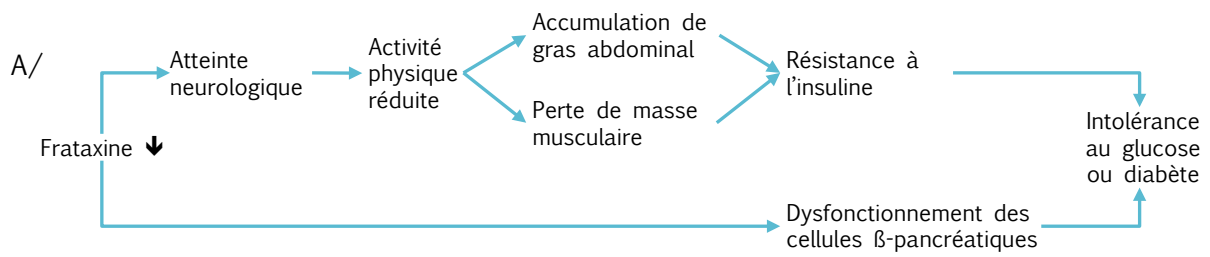 A/
Atteinte
neurologique
Activité
physique
réduite
Accumulation de
gras abdominal
Perte de masse
musculaire
Résistance à
l'insuline
Frataxine 🡻
Intolérance
au glucose
ou diabète
Dysfonctionnement des
cellules ß-pancréatiques